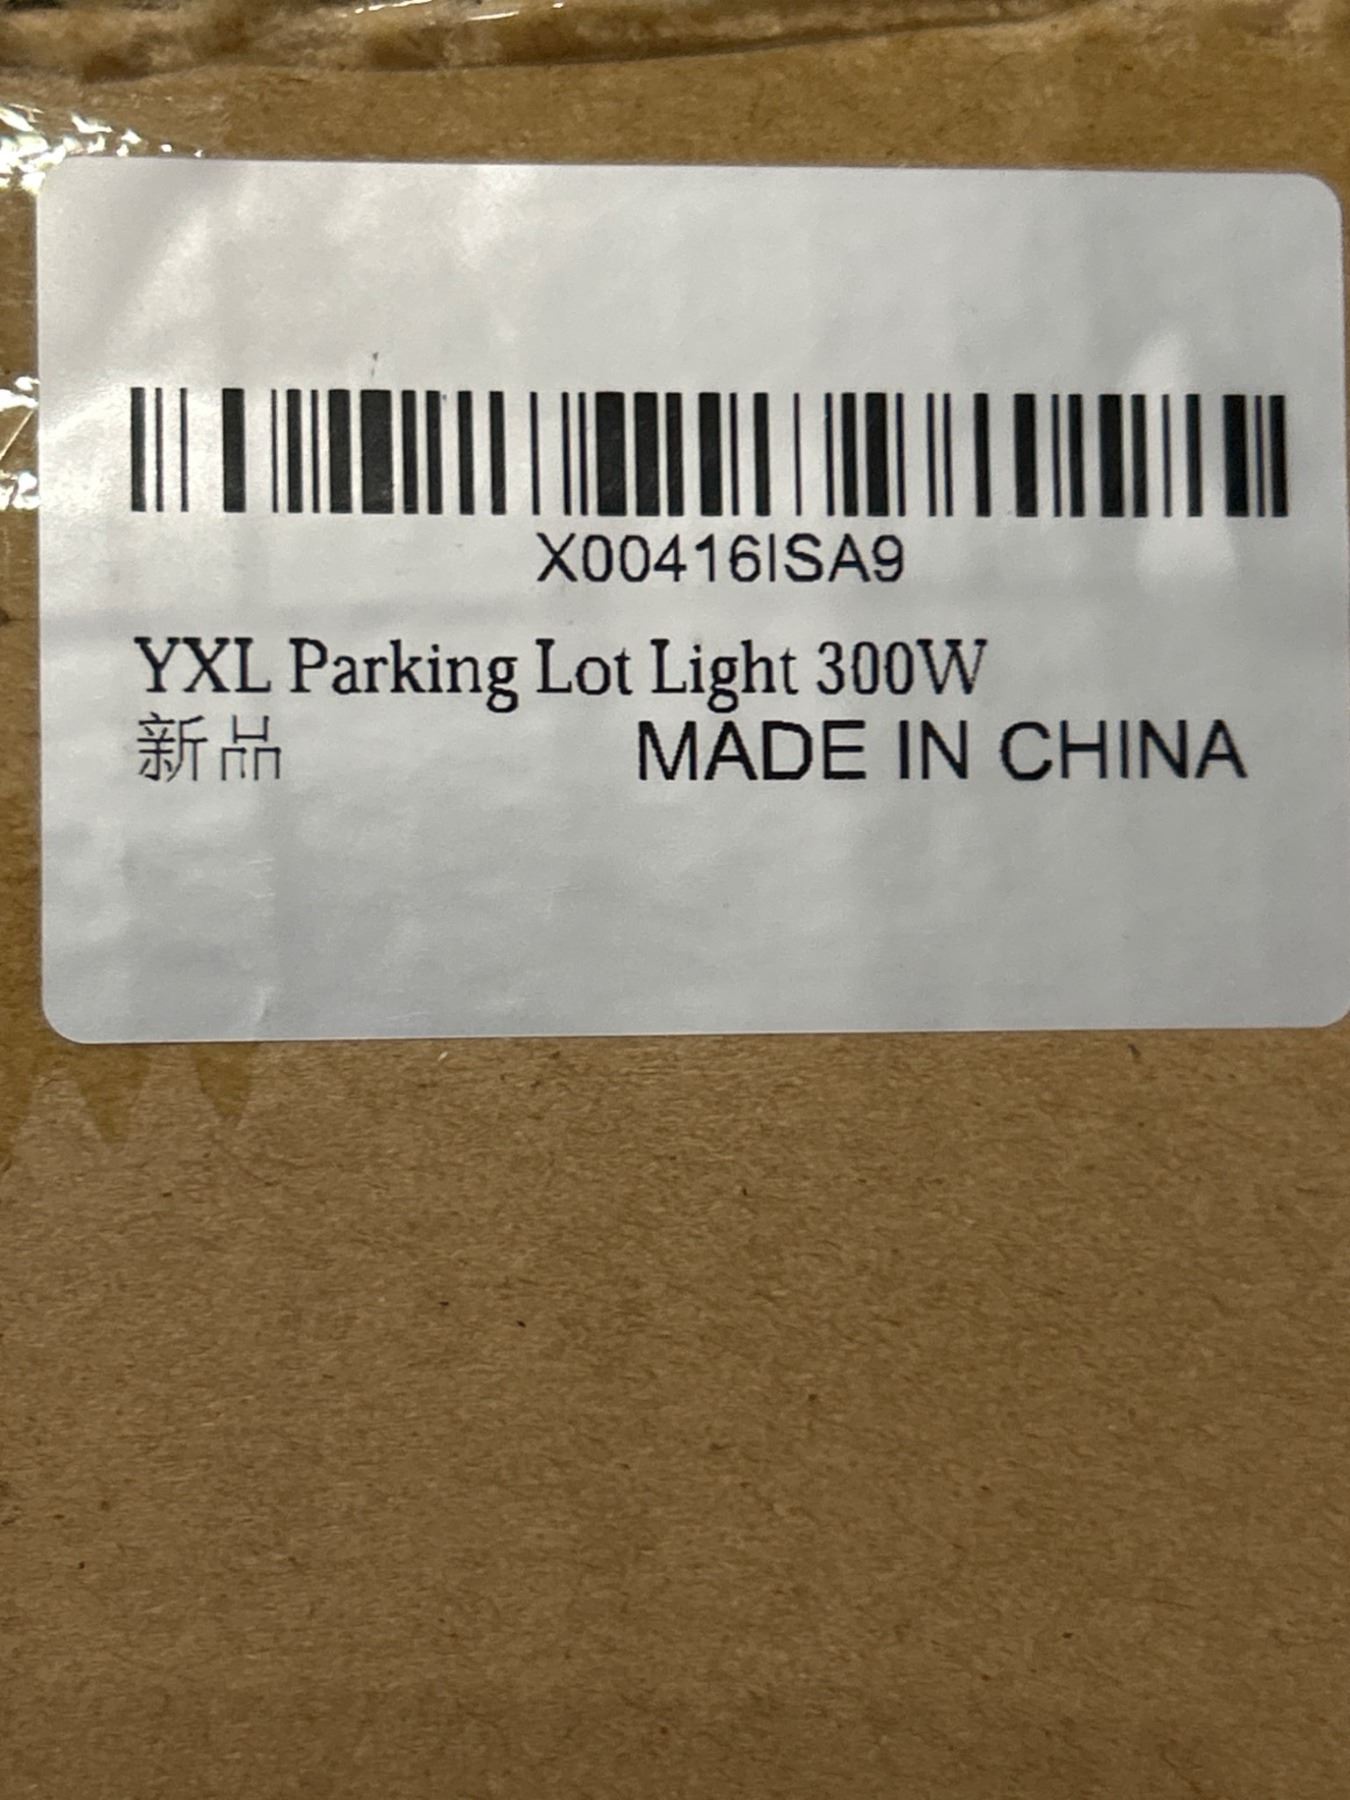 X00416ISA9
YXL Parking Lot Light 300W
新品 MADE IN CHINA